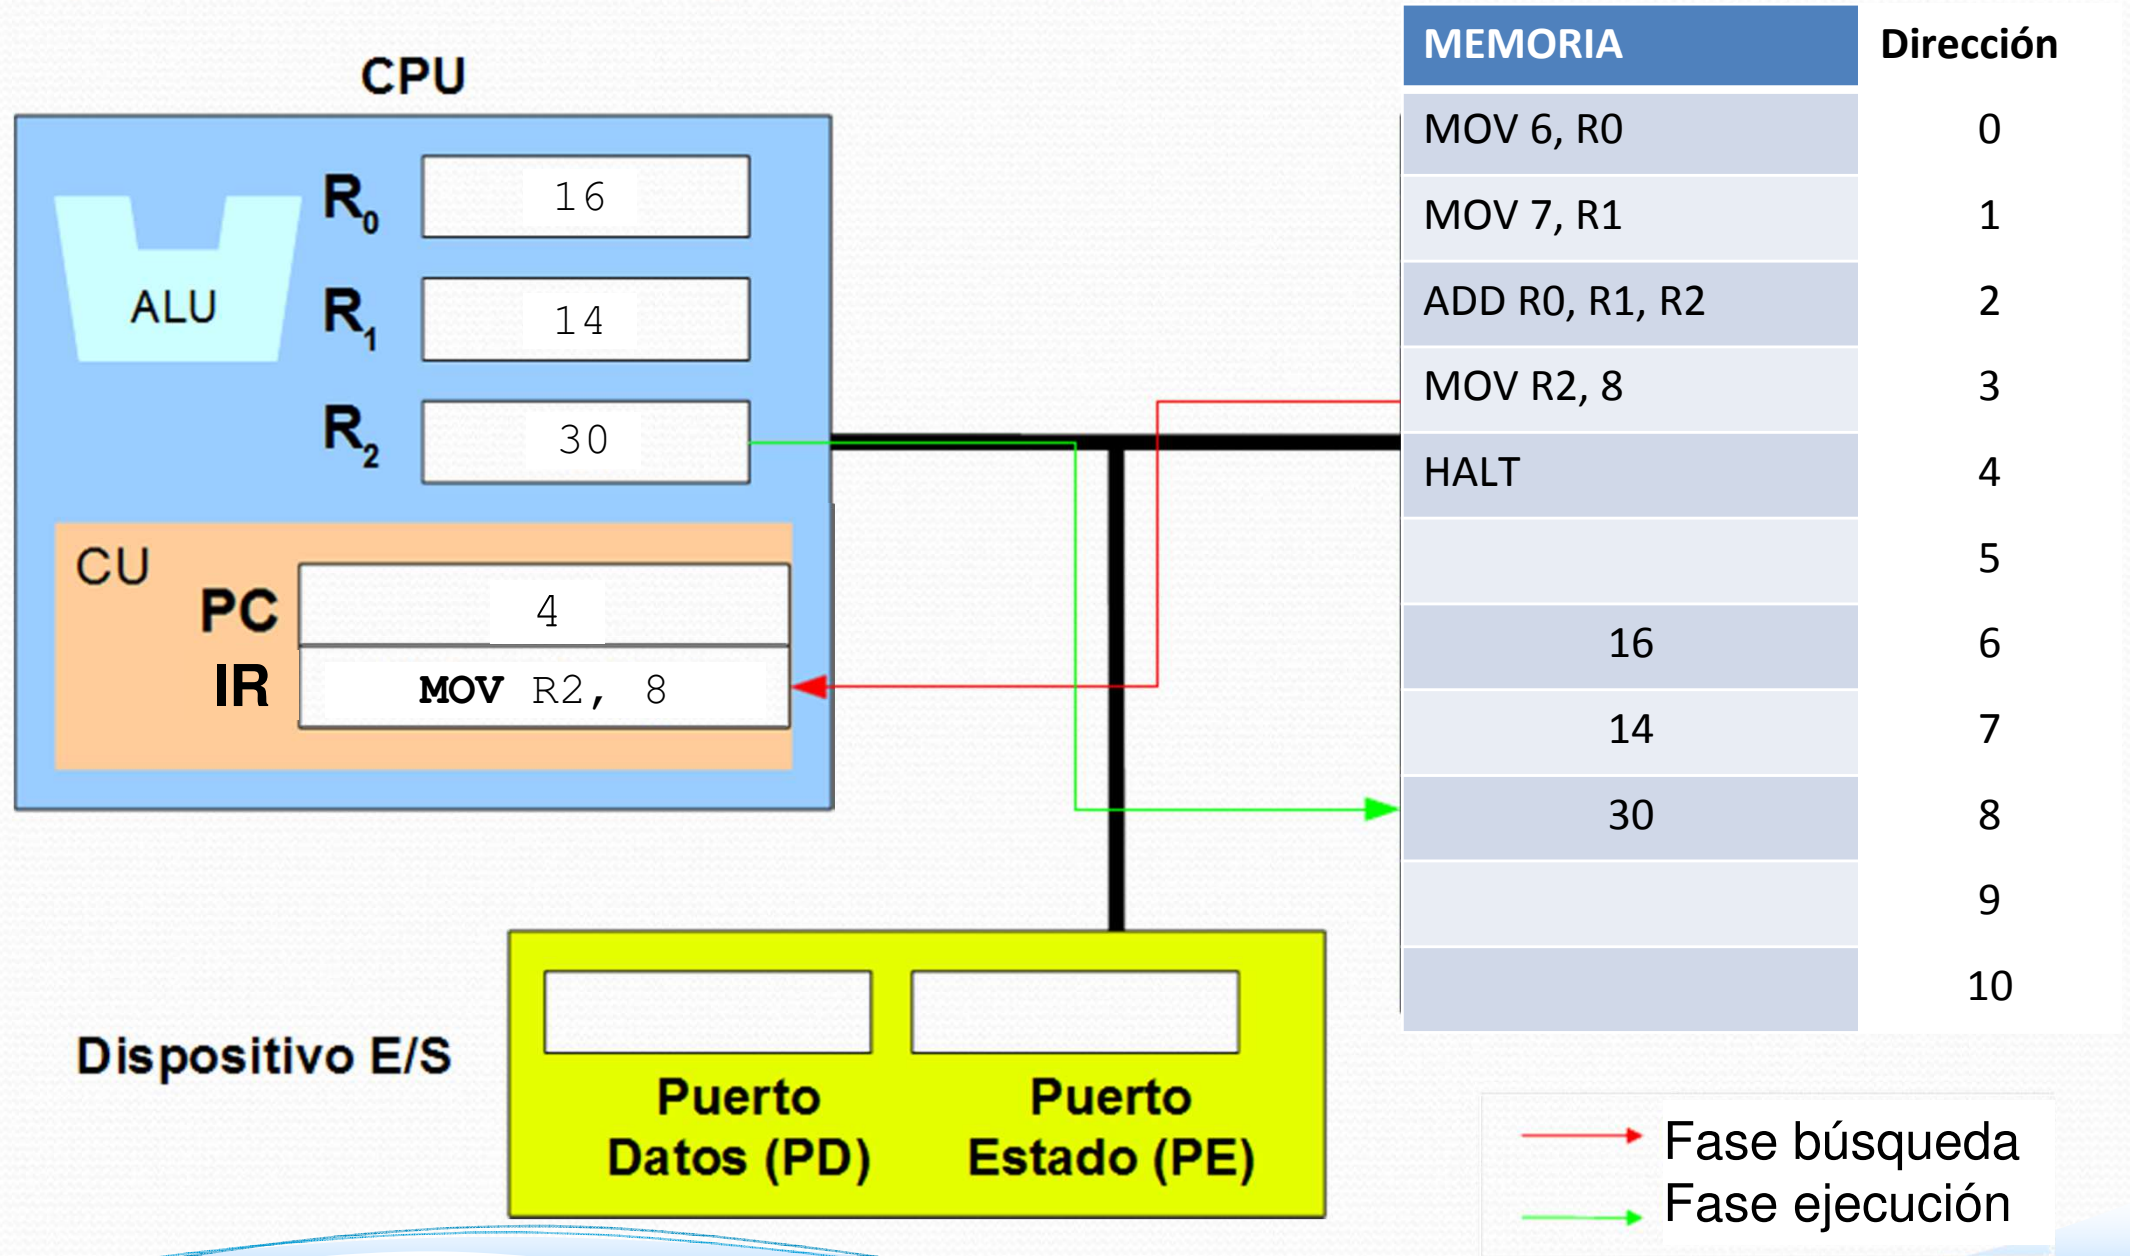 CPU
R0 16
ALU
R1 14
R2 30
CU
PC 4
IR MOV R2, 8
MEMORIA Dirección
MOV 6, R0 0
MOV 7, R1 1
ADD R0, R1, R2 2
MOV R2, 8 3
HALT 4
5
16 6
14 7
30 8
9
10
Dispositivo E/S
Puerto
Datos (PD)
Puerto
Estado (PE)
Fase búsqueda
Fase ejecución